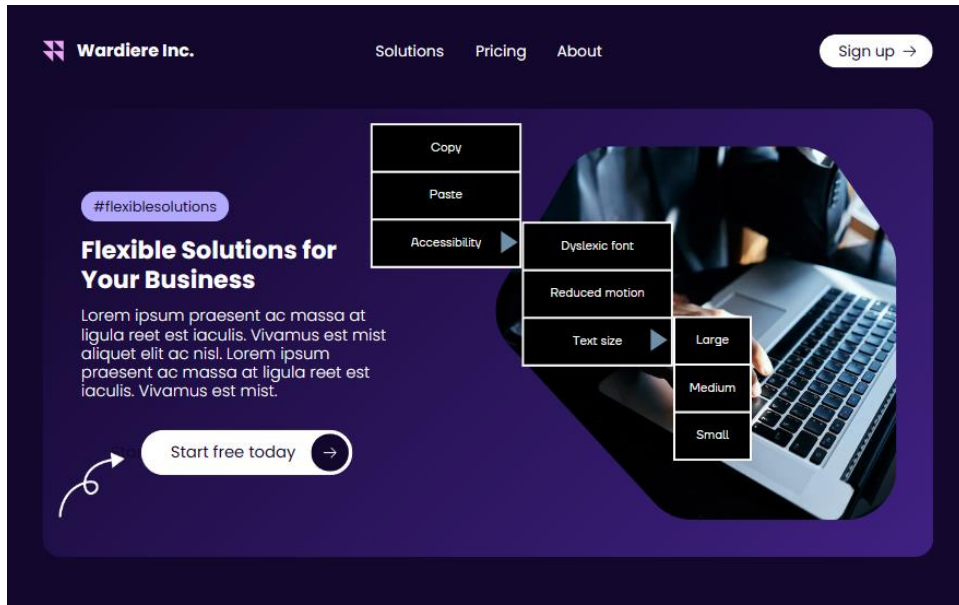 Wardiere Inc.
Solutions
Pricing
About
Sign up →
#flexiblesolutions
Flexible Solutions for
Your Business
Lorem ipsum praesent ac massa at
ligula reet est iaculis. Vivamus est mist
aliquet elit ac nisl. Lorem ipsum
praesent ac massa at ligula reet est
iaculis. Vivamus est mist.
Start free today →
Copy
Paste
Accessibility
Dyslexic font
Reduced motion
Text size
Large
Medium
Small